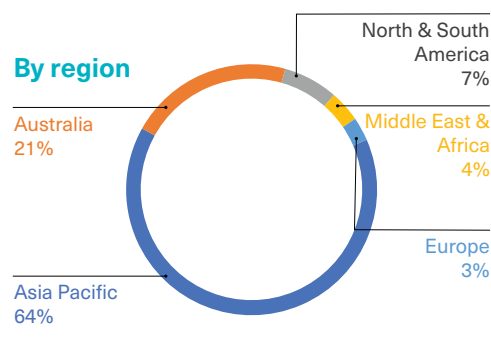 By region
North & South
America
7%
Australia
21%
Middle East &
Africa
4%
Europe
3%
Asia Pacific
64%